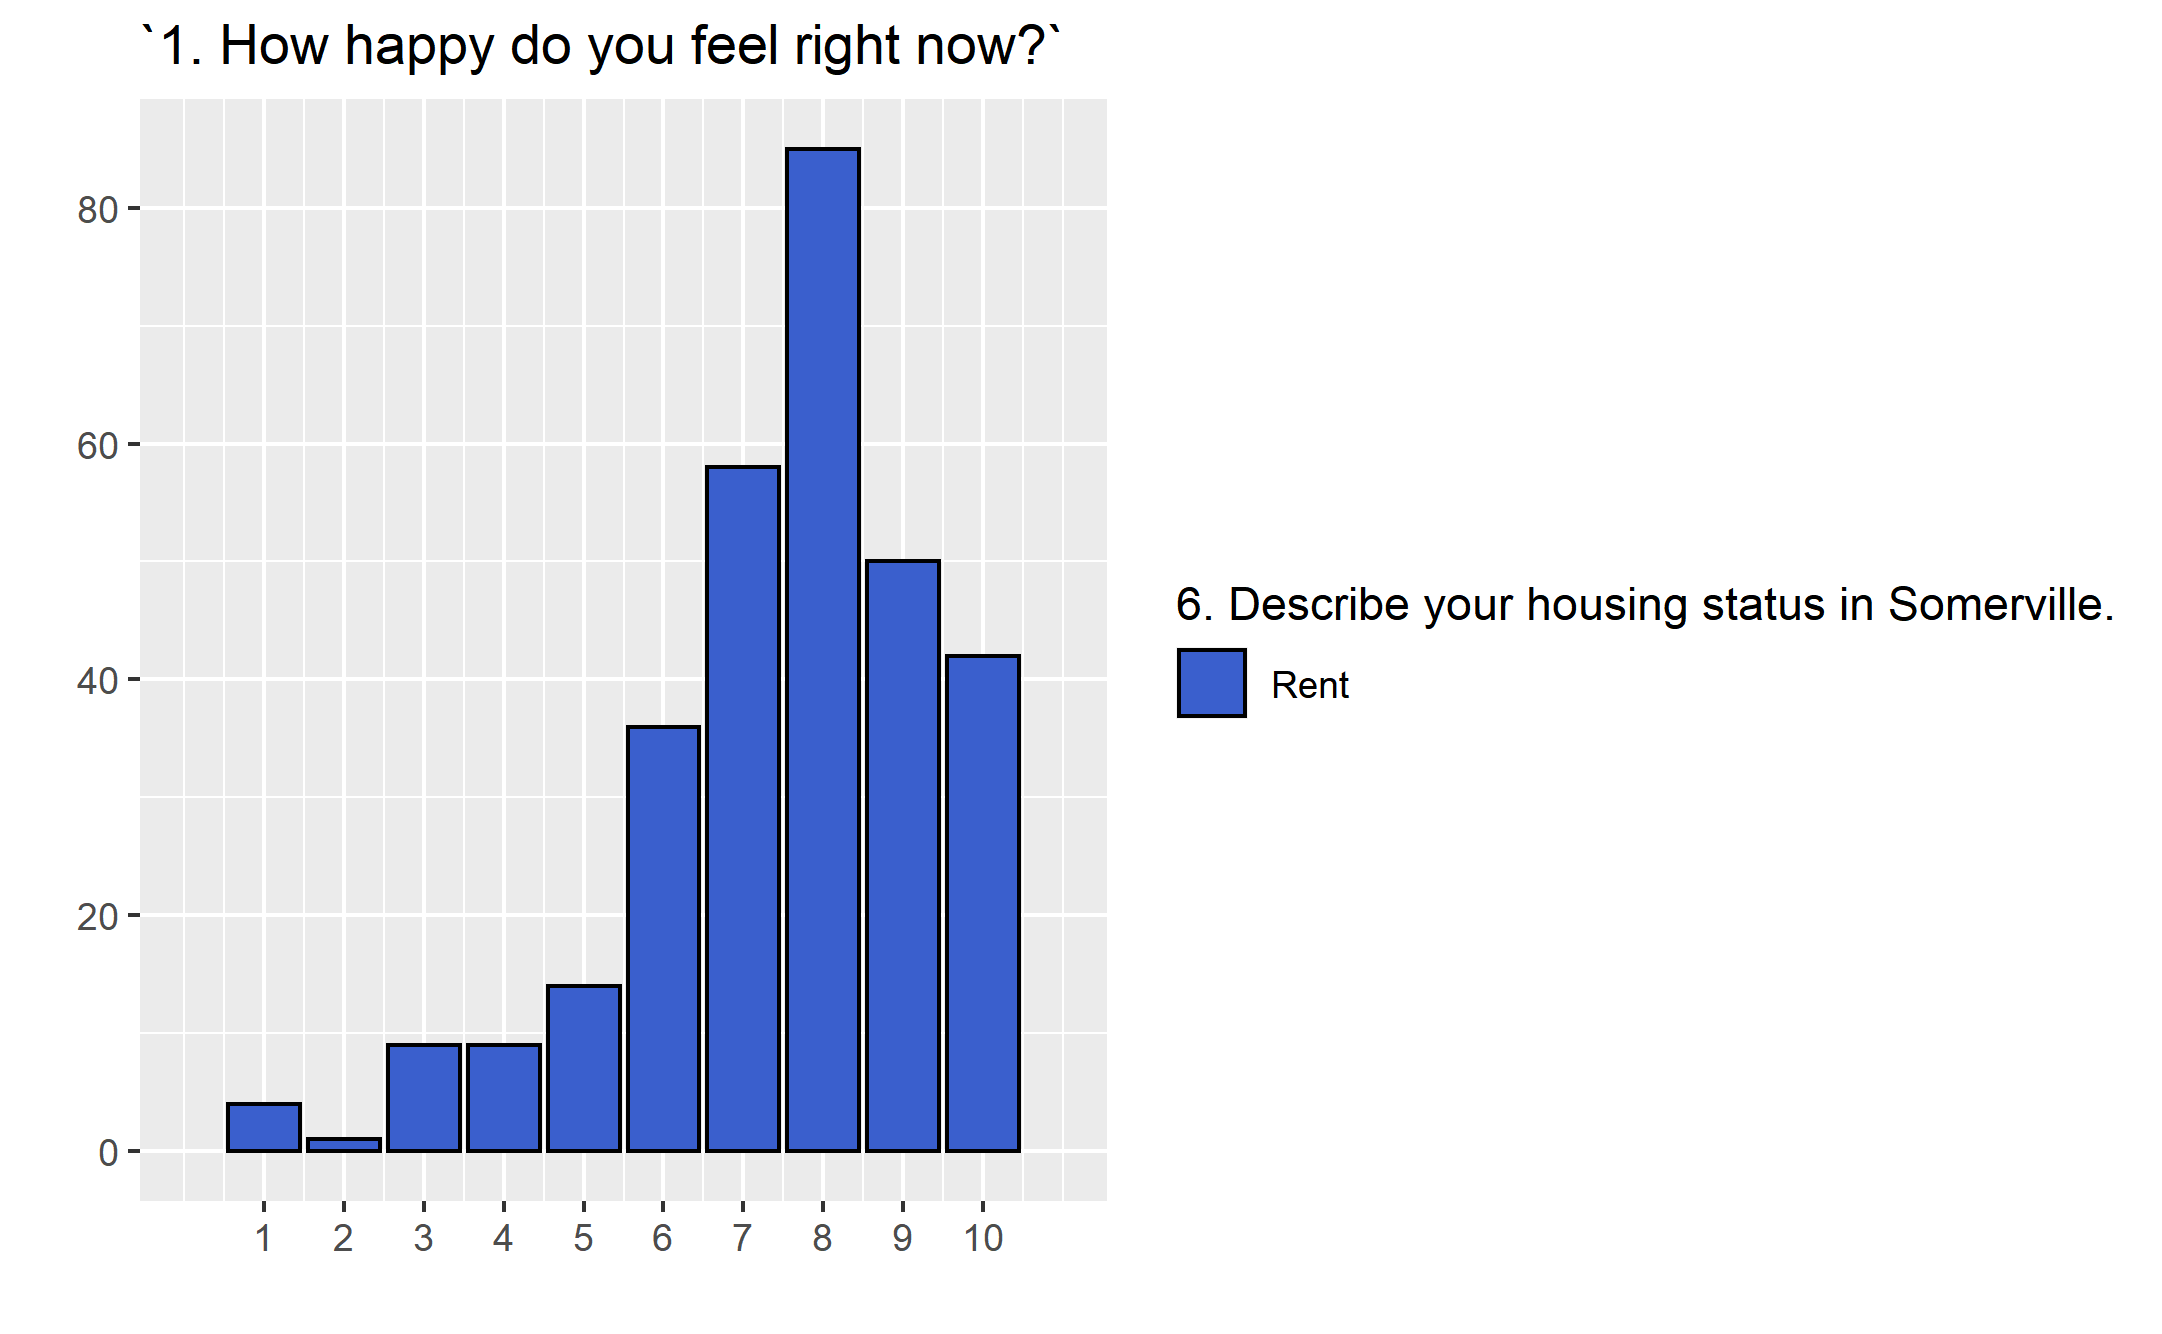 `1. How happy do you feel right now?`
80
60
40
20
0
1 2 3 4 5 6 7 8 9 10
6. Describe your housing status in Somerville.
Rent